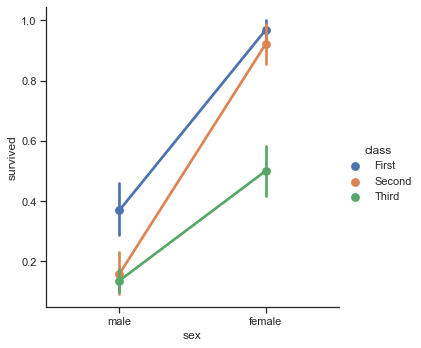 1.0
0.8
0.6
0.4
0.2
survived
male
female
sex
class
First
Second
Third